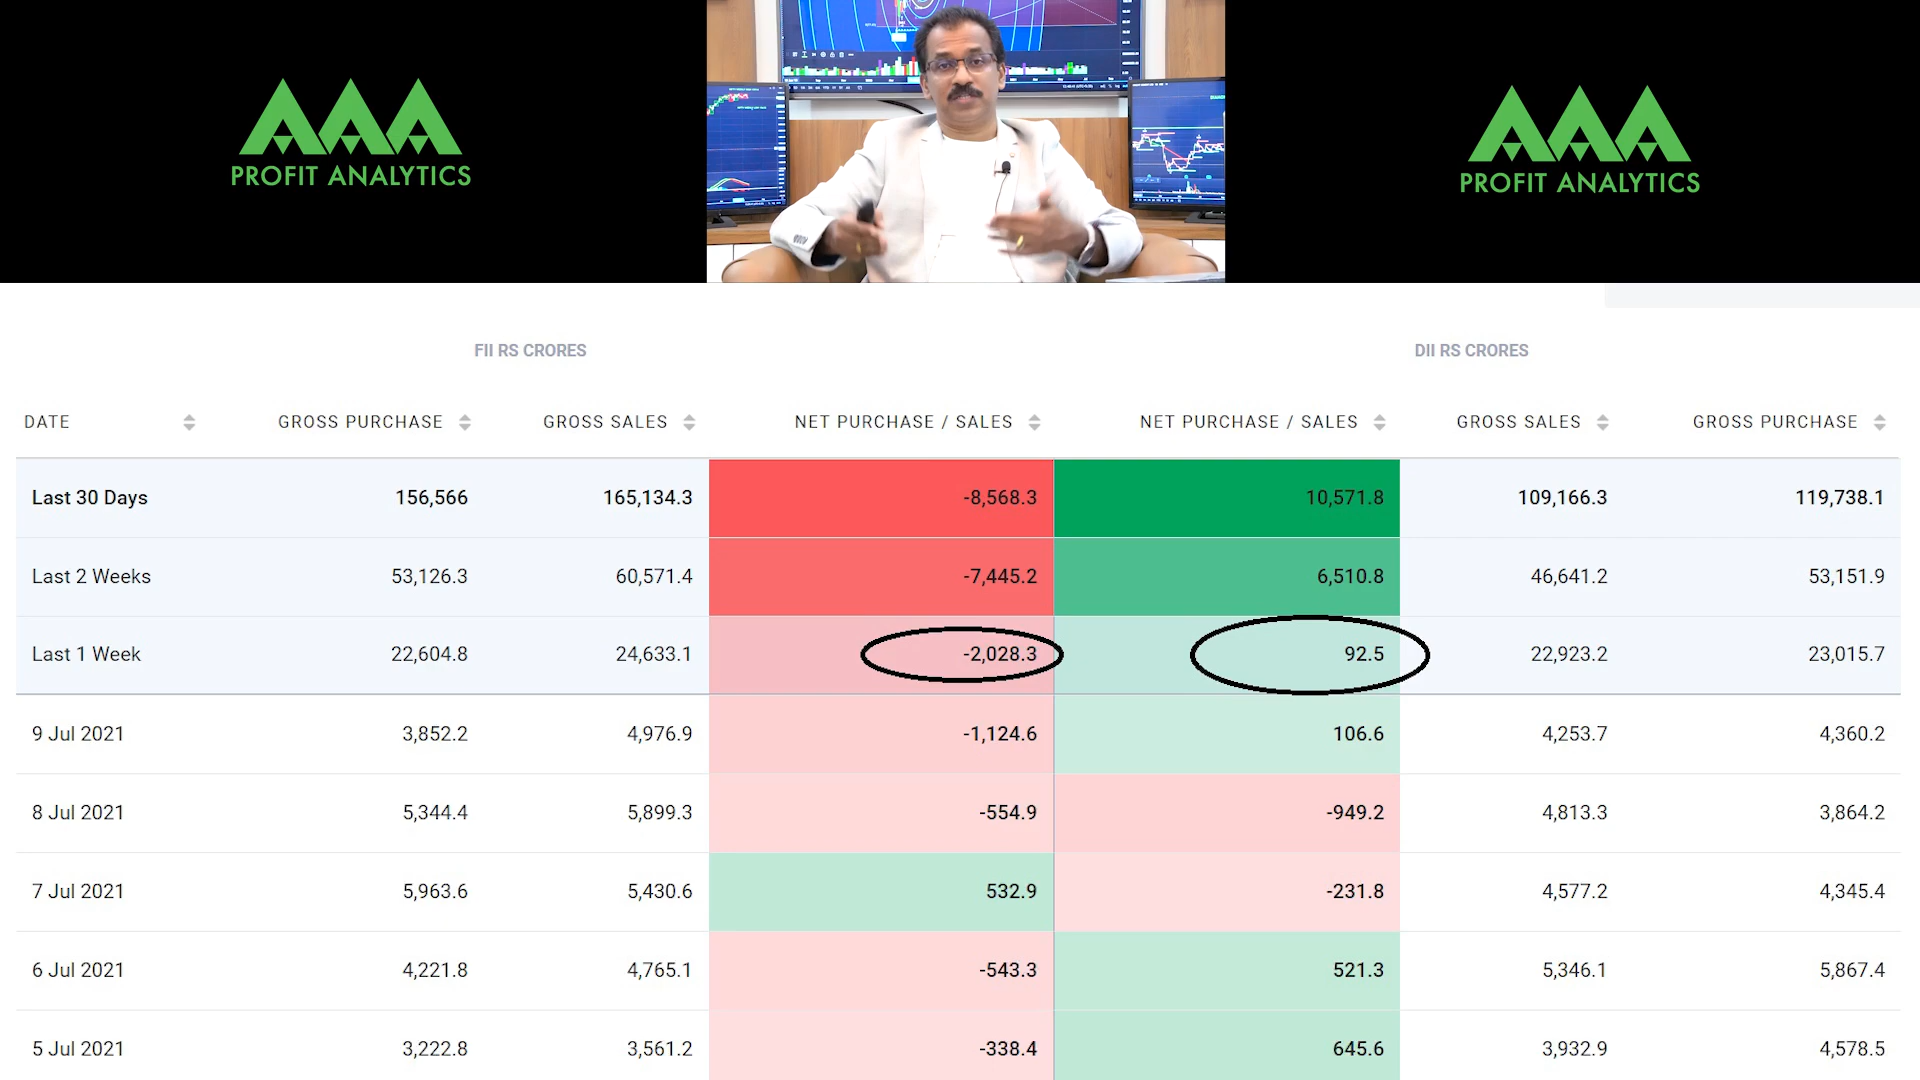 PROFIT ANALYTICS
PROFIT ANALYTICS
FII RS CRORES DII RS CRORES
DATE GROSS PURCHASE GROSS SALES NET PURCHASE / SALES NET PURCHASE / SALES GROSS SALES GROSS PURCHASE
Last 30 Days 156,566 165,134.3 -8,568.3 10,571.8 109,166.3 119,738.1
Last 2 Weeks 53,126.3 60,571.4 -7,445.2 6,510.8 46,641.2 53,151.9
Last 1 Week 22,604.8 24,633.1 -2,028.3 92.5 22,923.2 23,015.7
9 Jul 2021 3,852.2 4,976.9 -1,124.6 106.6 4,253.7 4,360.2
8 Jul 2021 5,344.4 5,899.3 -554.9 -949.2 4,813.3 3,864.2
7 Jul 2021 5,963.6 5,430.6 532.9 -231.8 4,577.2 4,345.4
6 Jul 2021 4,221.8 4,765.1 -543.3 521.3 5,346.1 5,867.4
5 Jul 2021 3,222.8 3,561.2 -338.4 645.6 3,932.9 4,578.5